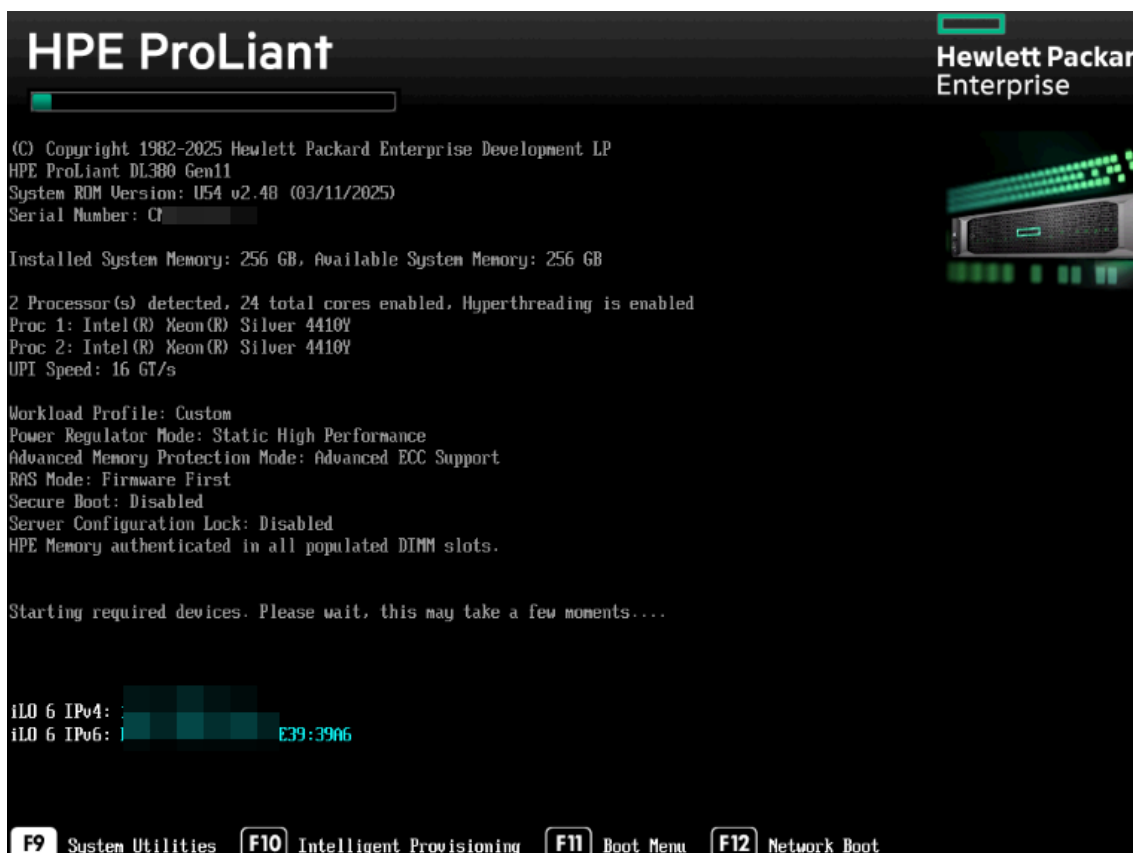 HPE ProLiant
Hewlett Packar
Enterprise
(C) Copyright 1982-2025 Hewlett Packard Enterprise Development LP
HPE ProLiant DL380 Gen11
System ROM Version: U54 v2.48 (03/11/2025)
Serial Number:
Installed System Memory: 256 GB, Available System Memory: 256 GB
2 Processor(s) detected, 24 total cores enabled, Hyperthreading is enabled
Proc 1: Intel(R) Xeon(R) Silver 4410Y
Proc 2: Intel(R) Xeon(R) Silver 4410Y
UPI Speed: 16 GT/s
Workload Profile: Custom
Power Regulator Mode: Static High Performance
Advanced Memory Protection Mode: Advanced ECC Support
RAS Mode: Firmware First
Secure Boot: Disabled
Server Configuration Lock: Disabled
HPE Memory authenticated in all populated DIMM slots.
Starting required devices. Please wait, this may take a few moments....
iLO 6 IPv4:
iLO 6 IPv6: E39:39A6
F9 System Utilities F10 Intelligent Provisioning F11 Boot Menu F12 Network Boot